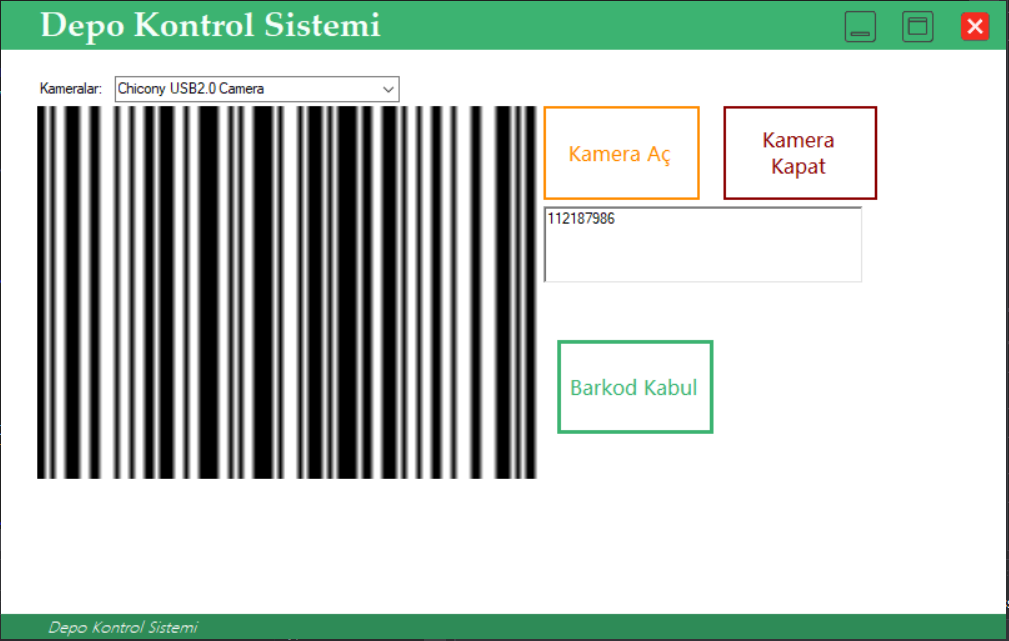 Depo Kontrol Sistemi
Kameralar: Chicony USB2.0 Camera
Kamera Aç
Kamera
Kapat
112187986
Barkod Kabul
Depo Kontrol Sistemi